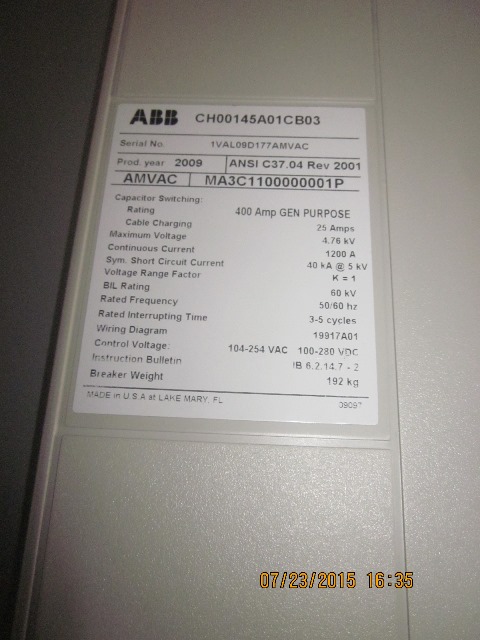 ABB CH00145A01CB03
Serial No. 1VAL09D177AMVAC
Prod. year 2009 ANSI C37.04 Rev 2001
AMVAC MA3C1100000001P
Capacitor Switching:
Rating 400 Amp GEN PURPOSE
Cable Charging 25 Amps
Maximum Voltage 4.76 kV
Continuous Current 1200 A
Sym. Short Circuit Current 40 kA @ 5 kV
Voltage Range Factor K = 1
BIL Rating 60 kV
Rated Frequency 50/60 hz
Rated Interrupting Time 3-5 cycles
Wiring Diagram 19917A01
Control Voltage: 104-254 VAC 100-280 VDC
Instruction Bulletin IB 6.2.14.7 - 2
Breaker Weight 192 kg
MADE in U.S.A at LAKE MARY, FL 09097
07/23/2015 16:35